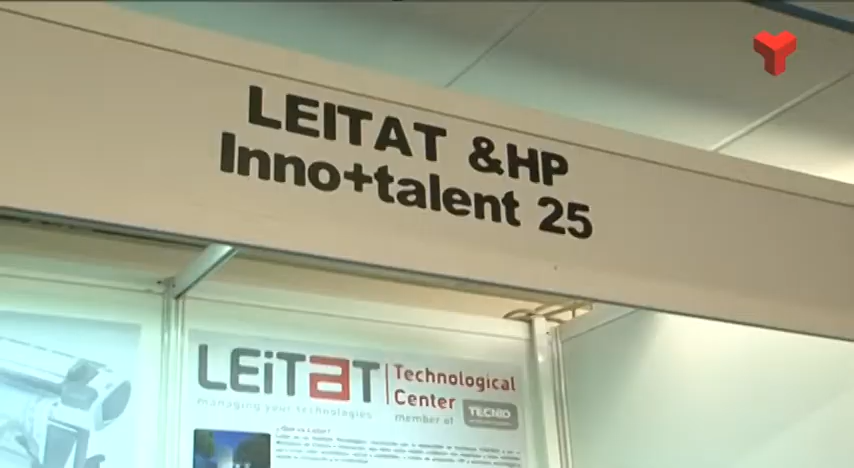 LEITAT &HP
Inno+talent 25
LEiTaT Technological Center
managing your technologies
member of TECNIO